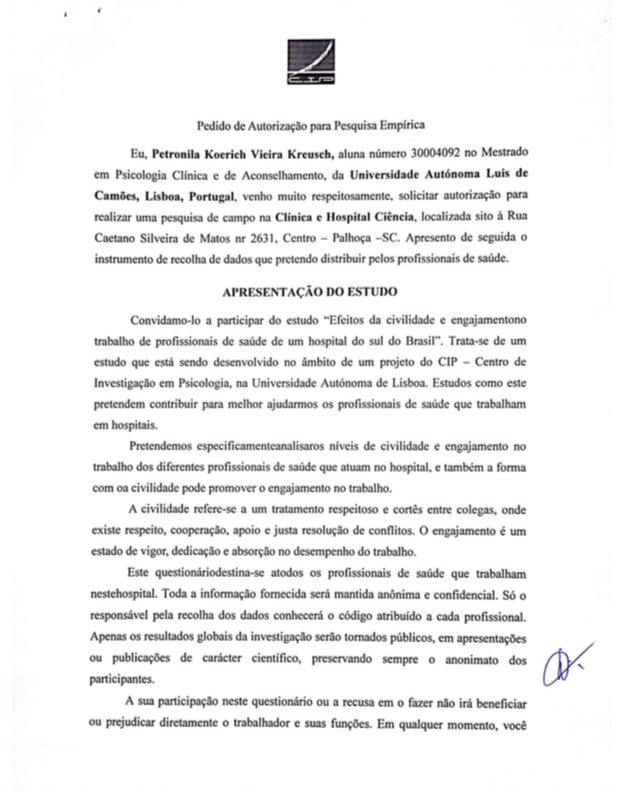 CIP
Pedido de Autorização para Pesquisa Empírica
Eu, Petronila Koerich Vieira Kreusch, aluna número 30004092 no Mestrado
em Psicologia Clínica e de Aconselhamento, da Universidade Autónoma Luis de
Camões, Lisboa, Portugal, venho muito respeitosamente, solicitar autorização para
realizar uma pesquisa de campo na Clínica e Hospital Ciência, localizada sito à Rua
Caetano Silveira de Matos nr 2631, Centro – Palhoça –SC. Apresento de seguida o
instrumento de recolha de dados que pretendo distribuir pelos profissionais de saúde.
APRESENTAÇÃO DO ESTUDO
Convidamo-lo a participar do estudo “Efeitos da civilidade e engajamentono
trabalho de profissionais de saúde de um hospital do sul do Brasil”. Trata-se de um
estudo que está sendo desenvolvido no âmbito de um projeto do CIP – Centro de
Investigação em Psicologia, na Universidade Autónoma de Lisboa. Estudos como este
pretendem contribuir para melhor ajudarmos os profissionais de saúde que trabalham
em hospitais.
Pretendemos especificamenteanalisaros níveis de civilidade e engajamento no
trabalho dos diferentes profissionais de saúde que atuam no hospital, e também a forma
com oa civilidade pode promover o engajamento no trabalho.
A civilidade refere-se a um tratamento respeitoso e cortês entre colegas, onde
existe respeito, cooperação, apoio e justa resolução de conflitos. O engajamento é um
estado de vigor, dedicação e absorção no desempenho do trabalho.
Este questionáriodestina-se atodos os profissionais de saúde que trabalham
nestehospital. Toda a informação fornecida será mantida anônima e confidencial. Só o
responsável pela recolha dos dados conhecerá o código atribuído a cada profissional.
Apenas os resultados globais da investigação serão tornados públicos, em apresentações
ou publicações de carácter científico, preservando sempre o anonimato dos
participantes.
A sua participação neste questionário ou a recusa em o fazer não irá beneficiar
ou prejudicar diretamente o trabalhador e suas funções. Em qualquer momento, você